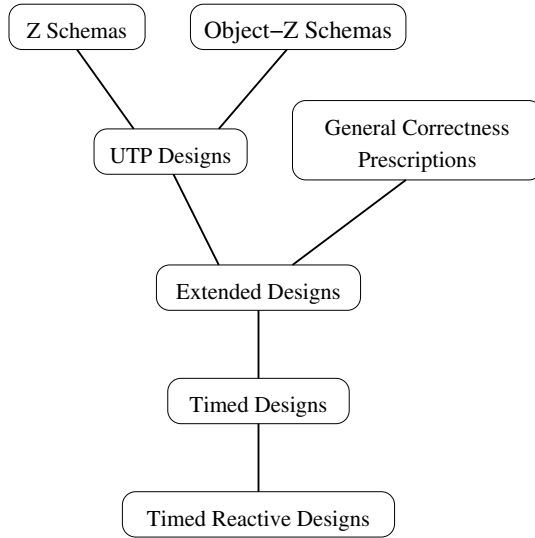 Z Schemas
Object–Z Schemas
UTP Designs
General Correctness
Prescriptions
Extended Designs
Timed Designs
Timed Reactive Designs